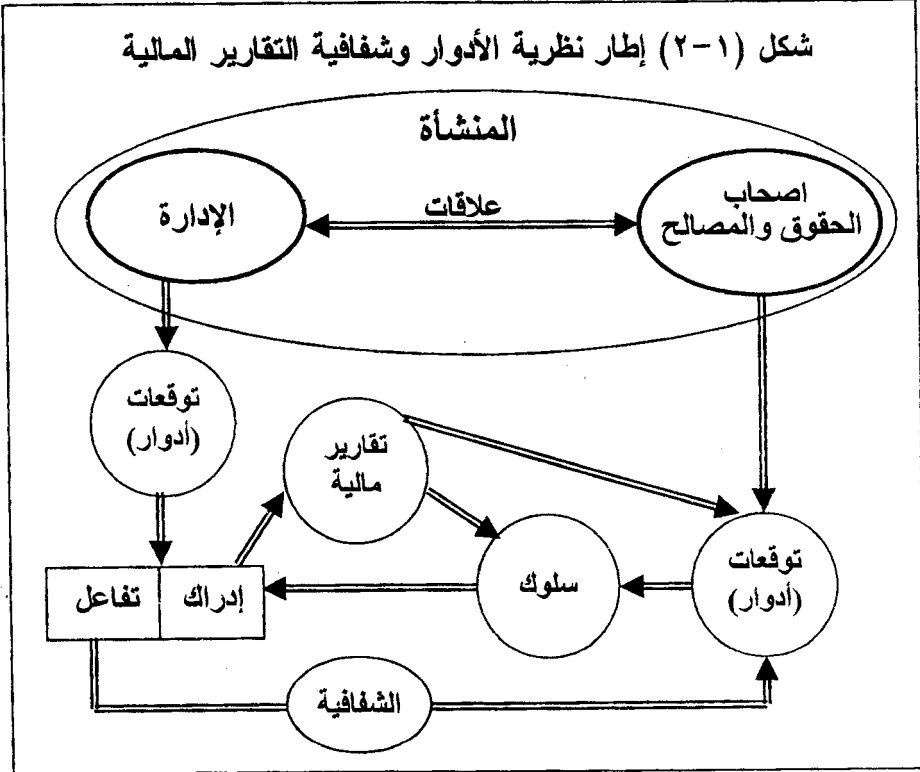 شكل (١-٢) إطار نظرية الأدوار وشفافية التقارير المالية
المنشأة
اصحاب
الحقوق والمصالح
علاقات
الإدارة
توقعات
(أدوار)
تقارير
مالية
توقعات
(أدوار)
سلوك
إدراك
تفاعل
الشفافية